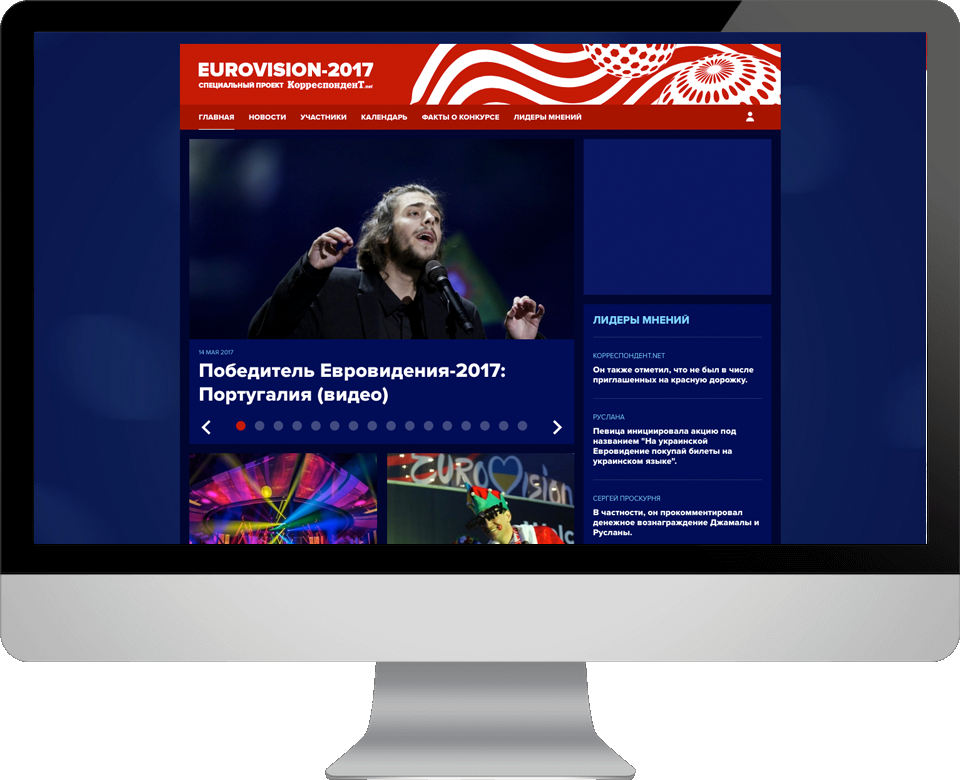 EUROVISION-2017
СПЕЦИАЛЬНЫЙ ПРОЕКТ КорреспонденТ.net
ГЛАВНАЯ НОВОСТИ УЧАСТНИКИ КАЛЕНДАРЬ ФАКТЫ О КОНКУРСЕ ЛИДЕРЫ МНЕНИЙ
14 МАЯ 2017
Победитель Евровидения-2017:
Португалия (видео)
EUROVISION
ЛИДЕРЫ МНЕНИЙ
КОРРЕСПОНДЕНТ.NET
Он также отметил, что не был в числе
приглашенных на красную дорожку.
РУСЛАНА
Певица инициировала акцию под
названием "На украинской
Евровидение покупай билеты на
украинском языке".
СЕРГЕЙ ПРОСКУРНЯ
В частности, он прокомментировал
денежное вознаграждение Джамалы и
Русланы.